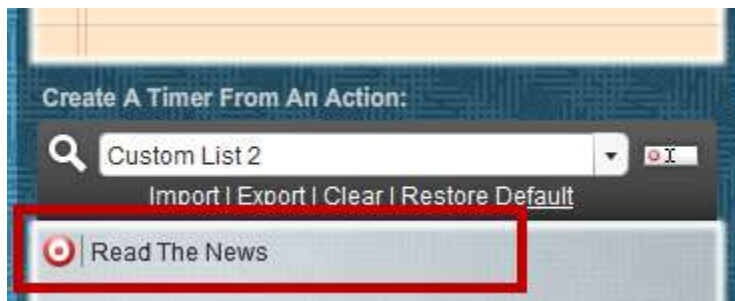 Create A Timer From An Action:
Custom List 2
Import | Export | Clear | Restore Default
Read The News